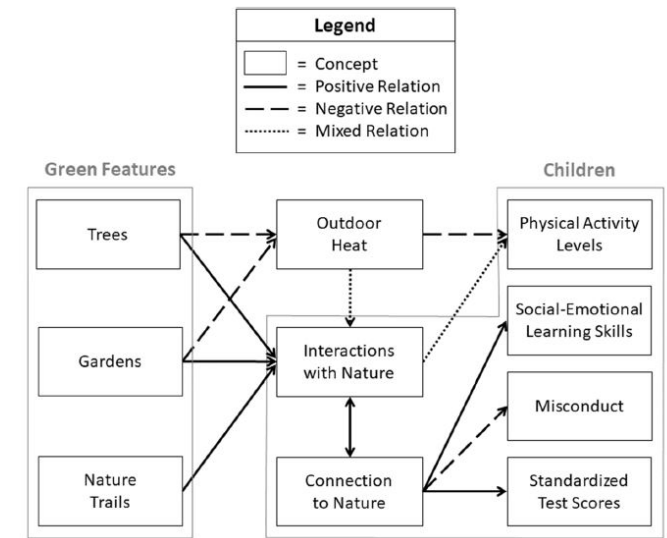 Legend
= Concept
= Positive Relation
= Negative Relation
= Mixed Relation
Green Features
Children
Trees
Outdoor
Heat
Physical Activity
Levels
Social-Emotional
Learning Skills
Gardens
Interactions
with Nature
Misconduct
Nature
Trails
Connection
to Nature
Standardized
Test Scores